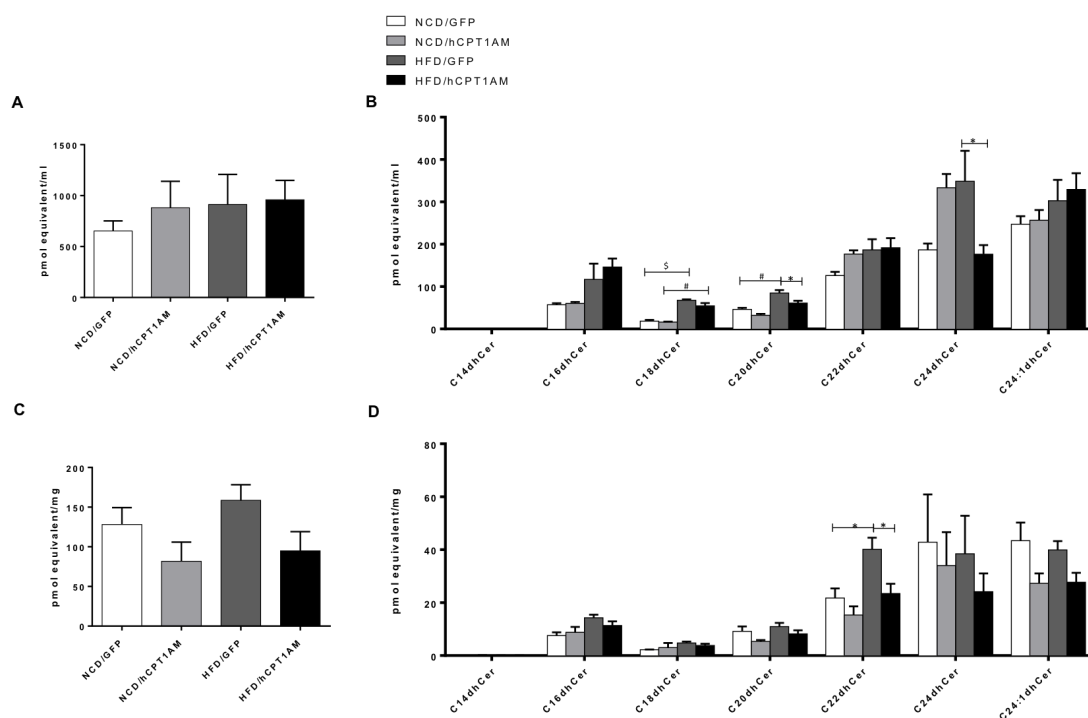 NCD/GFP
NCD/hCPT1AM
HFD/GFP
HFD/hCPT1AM
A
pmol equivalent/ml
1500
1000
500
0
NCD/GFP
NCD/hCPT1AM
HFD/GFP
HFD/hCPT1AM
B
pmol equivalent/ml
500
400
300
200
100
0
$
#
#
*
*
C14dhCer
C16dhCer
C18dhCer
C20dhCer
C22dhCer
C24dhCer
C24:1dhCer
C
pmol equivalent/mg
200
150
100
50
0
NCD/GFP
NCD/hCPT1AM
HFD/GFP
HFD/hCPT1AM
D
pmol equivalent/mg
80
60
40
20
0
*
*
C14dhCer
C16dhCer
C18dhCer
C20dhCer
C22dhCer
C24dhCer
C24:1dhCer